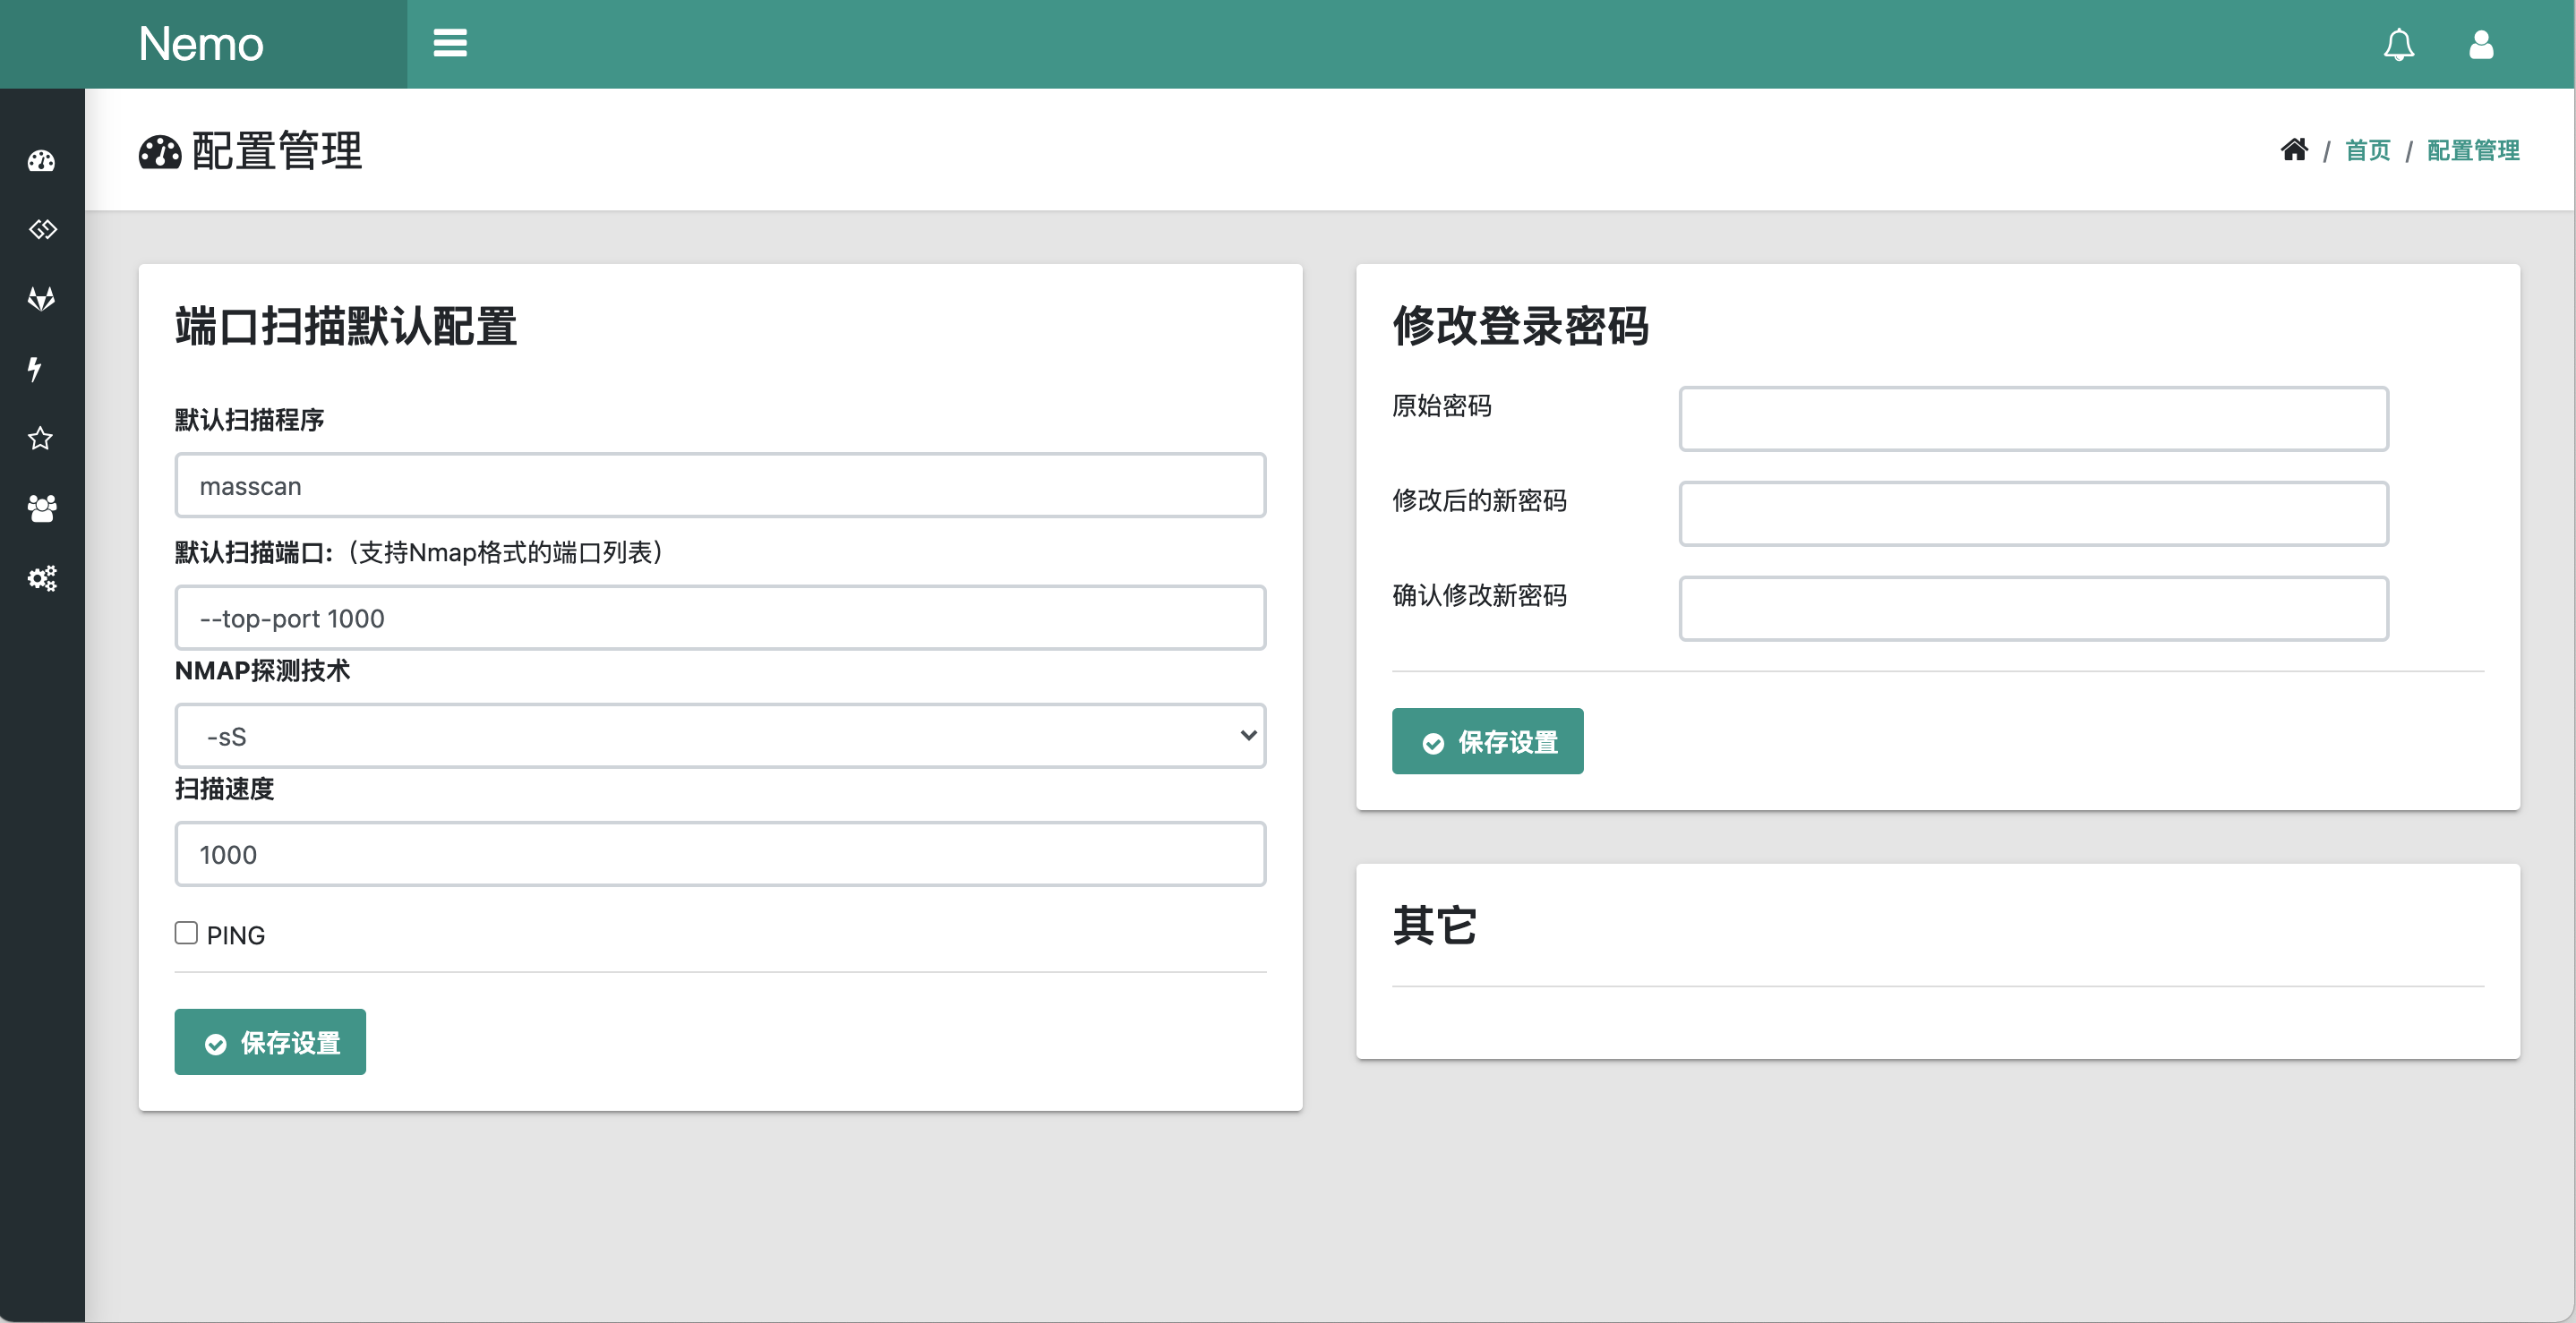 Nemo
配置管理
/ 首页 / 配置管理
端口扫描默认配置
默认扫描程序
masscan
默认扫描端口:（支持Nmap格式的端口列表）
--top-port 1000
NMAP探测技术
-sS
扫描速度
1000
PING
保存设置
修改登录密码
原始密码
修改后的新密码
确认修改新密码
保存设置
其它